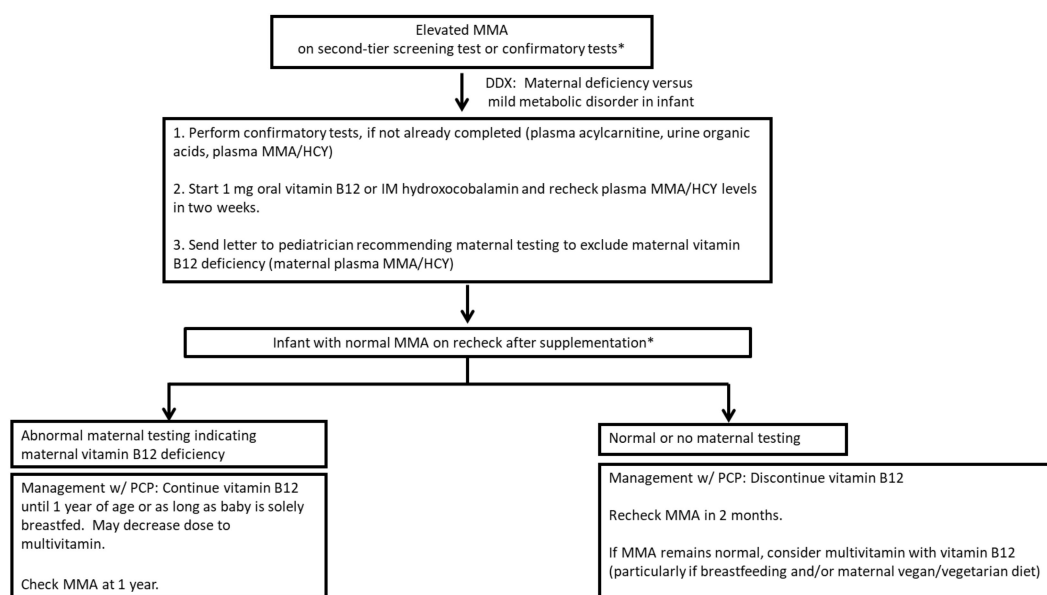 Elevated MMA
on second-tier screening test or confirmatory tests*
DDX:  Maternal deficiency versus
mild metabolic disorder in infant
1. Perform confirmatory tests, if not already completed (plasma acylcarnitine, urine organic
acids, plasma MMA/HCY)
2. Start 1 mg oral vitamin B12 or IM hydroxocobalamin and recheck plasma MMA/HCY levels
in two weeks.
3. Send letter to pediatrician recommending maternal testing to exclude maternal vitamin
B12 deficiency (maternal plasma MMA/HCY)
Infant with normal MMA on recheck after supplementation*
Abnormal maternal testing indicating
maternal vitamin B12 deficiency
Management w/ PCP: Continue vitamin B12
until 1 year of age or as long as baby is solely
breastfed.  May decrease dose to
multivitamin.
Check MMA at 1 year.
Normal or no maternal testing
Management w/ PCP: Discontinue vitamin B12
Recheck MMA in 2 months.
If MMA remains normal, consider multivitamin with vitamin B12
(particularly if breastfeeding and/or maternal vegan/vegetarian diet)